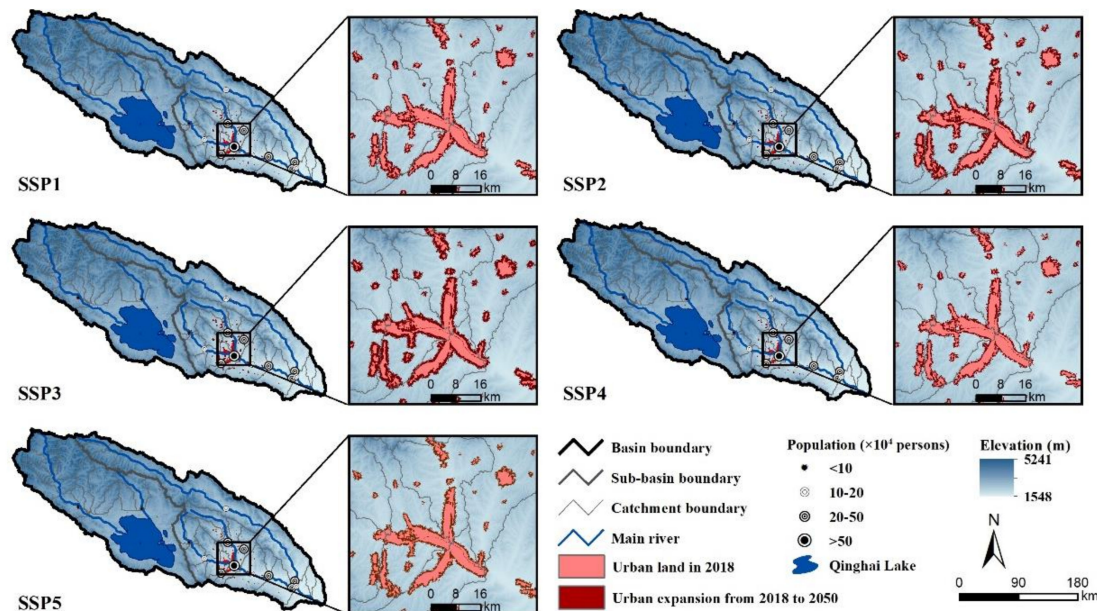 0 8 16
km
SSP1
0 8 16
km
SSP2
0 8 16
km
SSP3
0 8 16
km
SSP4
0 8 16
km
SSP5
Basin boundary
Sub-basin boundary
Catchment boundary
Main river
Urban land in 2018
Urban expansion from 2018 to 2050
Population (×10⁴ persons)
<10
10-20
20-50
>50
Qinghai Lake
Elevation (m)
5241
1548
N
0 90 180
km